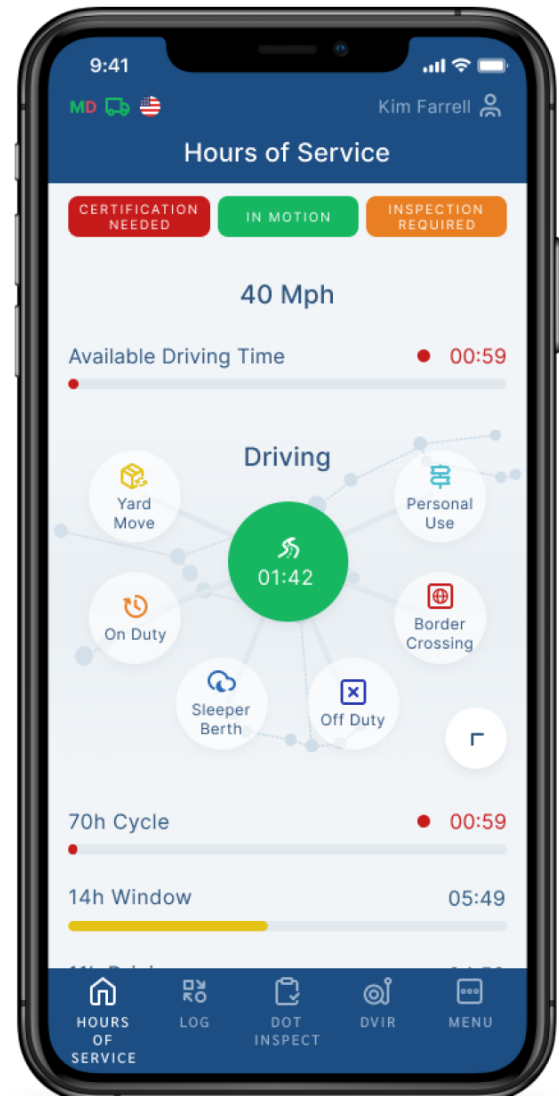 9:41
MD
Kim Farrell
Hours of Service
CERTIFICATION
NEEDED
IN MOTION
INSPECTION
REQUIRED
40 Mph
Available Driving Time
00:59
Driving
Yard
Move
Personal
Use
01:42
On Duty
Border
Crossing
Sleeper
Berth
Off Duty
70h Cycle
00:59
14h Window
05:49
HOURS
OF
SERVICE
LOG
DOT
INSPECT
DVIR
MENU